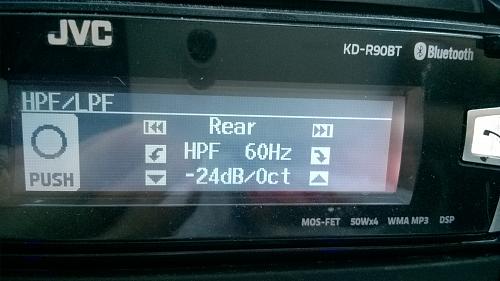 JVC
KD-R90BT Bluetooth
HPF/LPF
Rear
HPF 60Hz
-24dB/Oct
PUSH
MOS-FET 50Wx4 WMA MP3 DSP